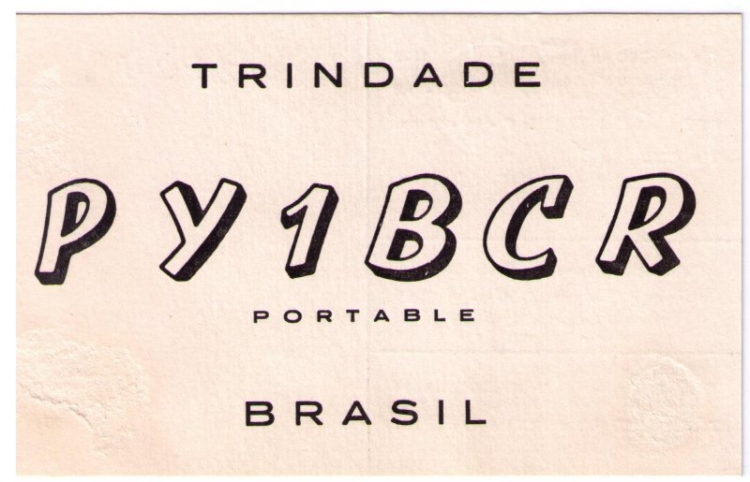 TRINDADE
PY1BCR
PORTABLE
BRASIL